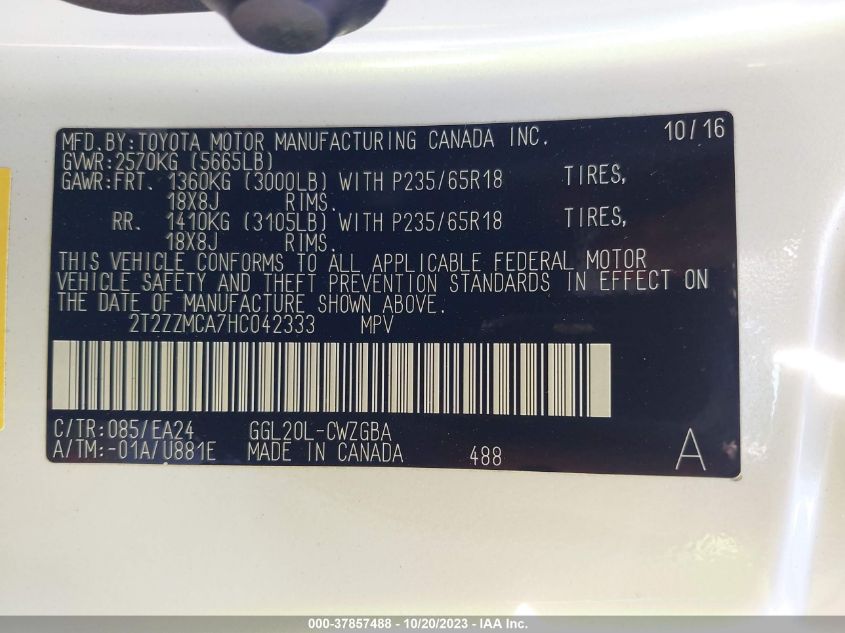 MFD.BY:TOYOTA MOTOR MANUFACTURING CANADA INC. 10/16
GVWR:2570KG (5665LB)
GAWR:FRT. 1360KG (3000LB) WITH P235/65R18 TIRES,
18X8J RIMS.
RR. 1410KG (3105LB) WITH P235/65R18 TIRES,
18X8J RIMS.
THIS VEHICLE CONFORMS TO ALL APPLICABLE FEDERAL MOTOR
VEHICLE SAFETY AND THEFT PREVENTION STANDARDS IN EFFECT ON
THE DATE OF MANUFACTURE SHOWN ABOVE.
2T2ZZMCA7HC042333 MPV
C/TR:085/EA24 GGL20L-CWZGBA
A/TM:-01A/U881E MADE IN CANADA 488 A
000-37857488 - 10/20/2023 - IAA Inc.